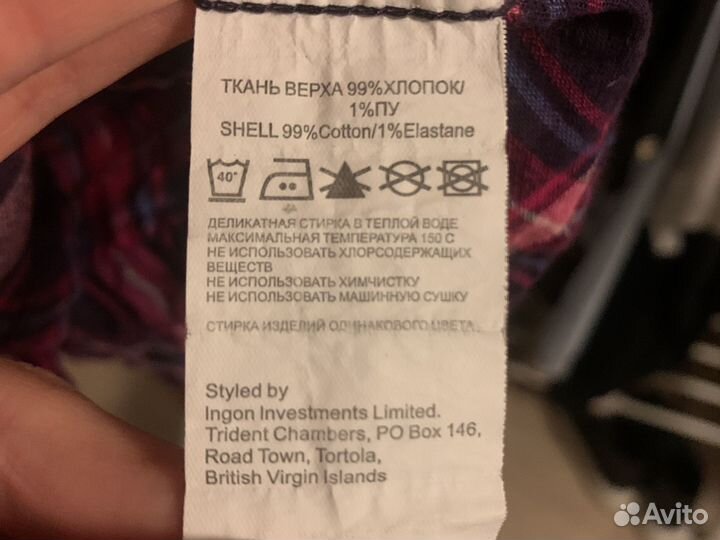 ТКАНЬ ВЕРХА 99%ХЛОПОК/
1%ПУ
SHELL 99%Cotton/1%Elastane
40°
ДЕЛИКАТНАЯ СТИРКА В ТЕПЛОЙ ВОДЕ
МАКСИМАЛЬНАЯ ТЕМПЕРАТУРА 150 С
НЕ ИСПОЛЬЗОВАТЬ ХЛОРСОДЕРЖАЩИХ
ВЕЩЕСТВ
НЕ ИСПОЛЬЗОВАТЬ ХИМЧИСТКУ
НЕ ИСПОЛЬЗОВАТЬ МАШИННУЮ СУШКУ
СТИРКА ИЗДЕЛИЙ ОДИНАКОВОГО ЦВЕТА
Styled by
Ingon Investments Limited.
Trident Chambers, PO Box 146,
Road Town, Tortola,
British Virgin Islands
Avito